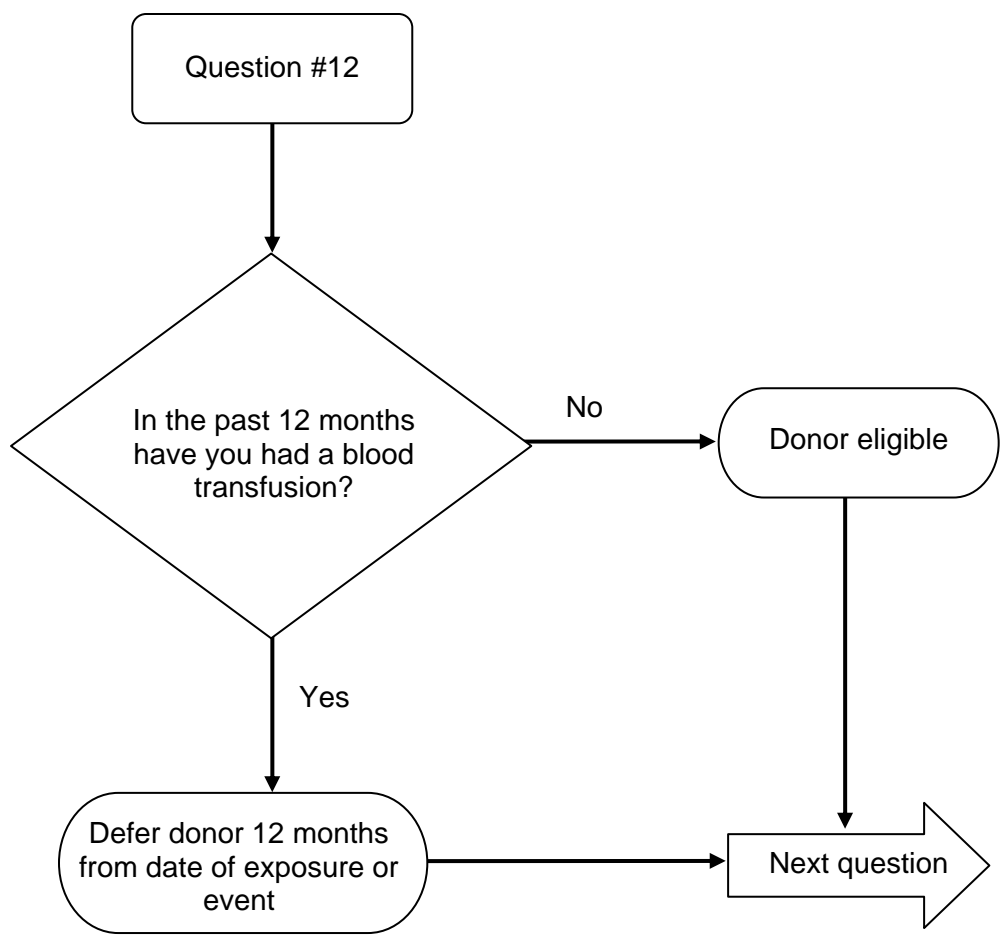 Question #12
In the past 12 months
have you had a blood
transfusion?
No
Donor eligible
Yes
Defer donor 12 months
from date of exposure or
event
Next question